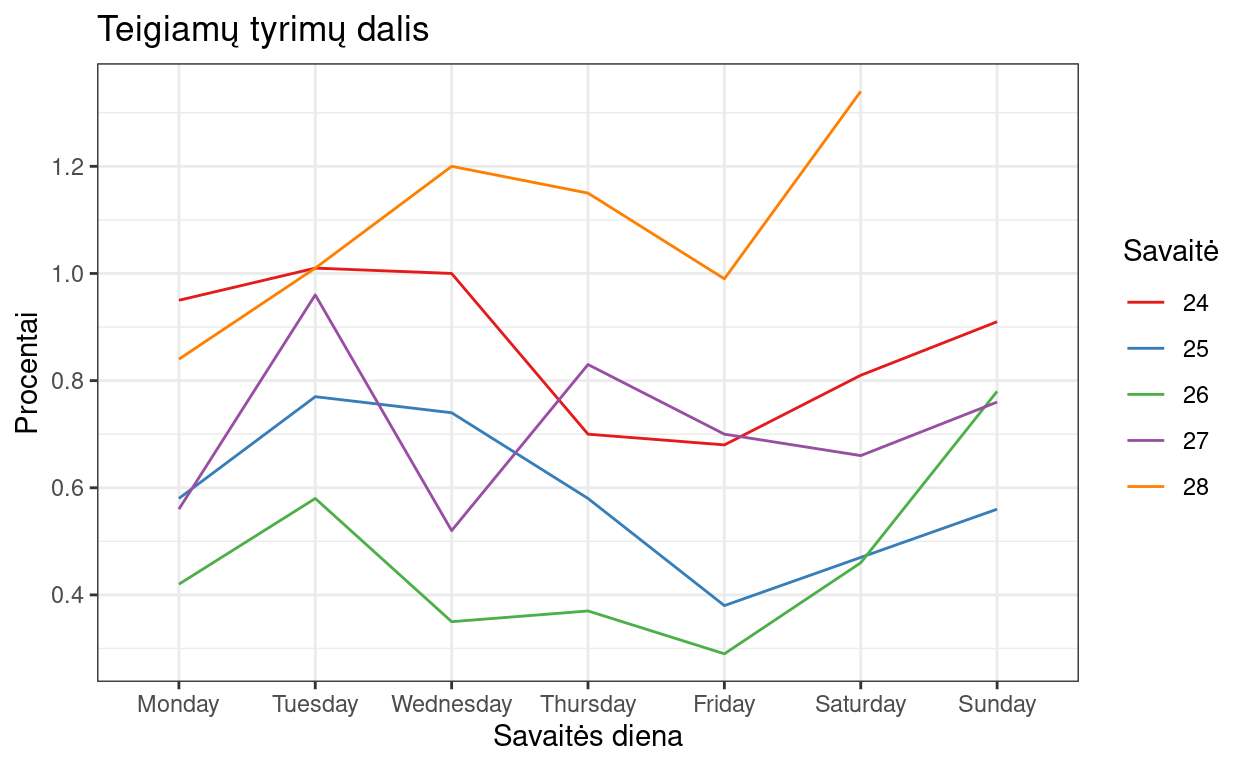 Teigiamų tyrimų dalis
Procentai
1.2
1.0
0.8
0.6
0.4
Monday Tuesday Wednesday Thursday Friday Saturday Sunday
Savaitės diena
Savaitė
24
25
26
27
28